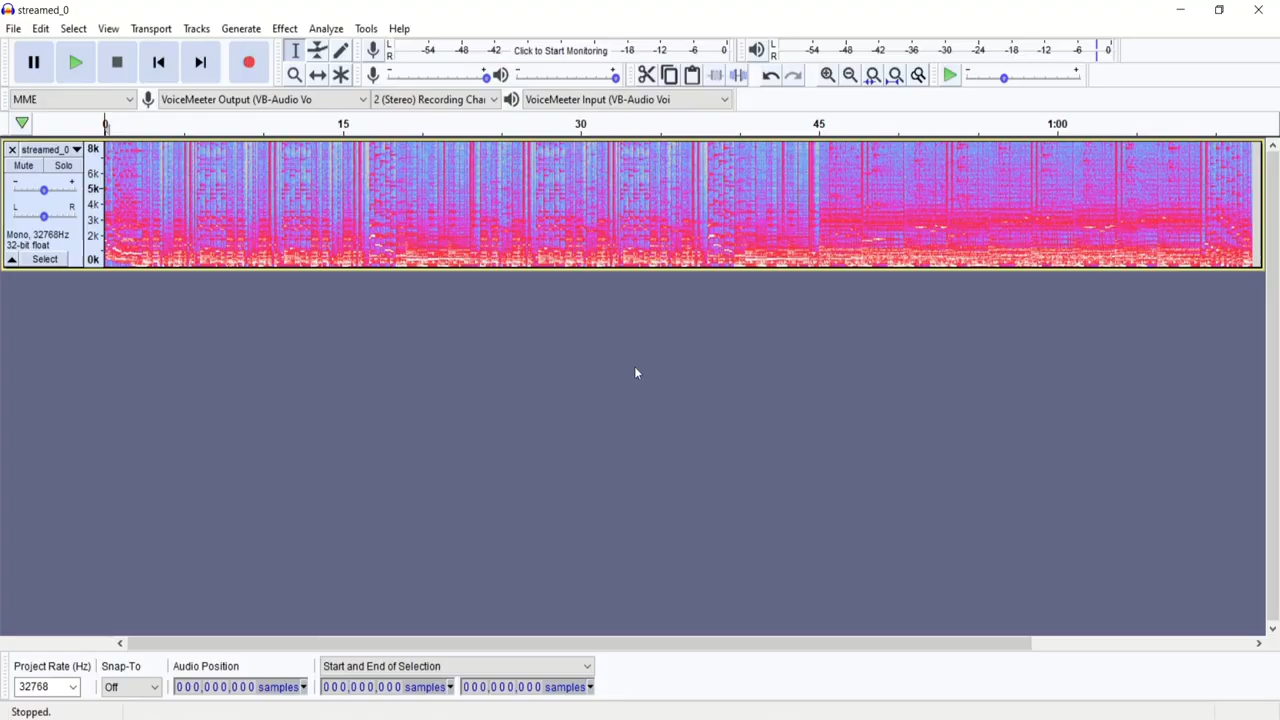 streamed_0
File Edit Select View Transport Tracks Generate Effect Analyze Tools Help
L -54 -48 -42 Click to Start Monitoring -18 -12 -6 0 L -54 -48 -42 -36 -30 -24 -18 -12 -6 0
R R
- + - + - +
MME VoiceMeeter Output (VB-Audio Vo 2 (Stereo) Recording Chai VoiceMeeter Input (VB-Audio Voi
0 15 30 45 1:00
streamed_0 8k
Mute Solo
6k
- + 5k
4k
L R 3k
Mono, 32768Hz 2k
32-bit float
Select 0k
Project Rate (Hz) Snap-To Audio Position Start and End of Selection
32768 Off 000,000,000 samples 000,000,000 samples 000,000,000 samples
Stopped.